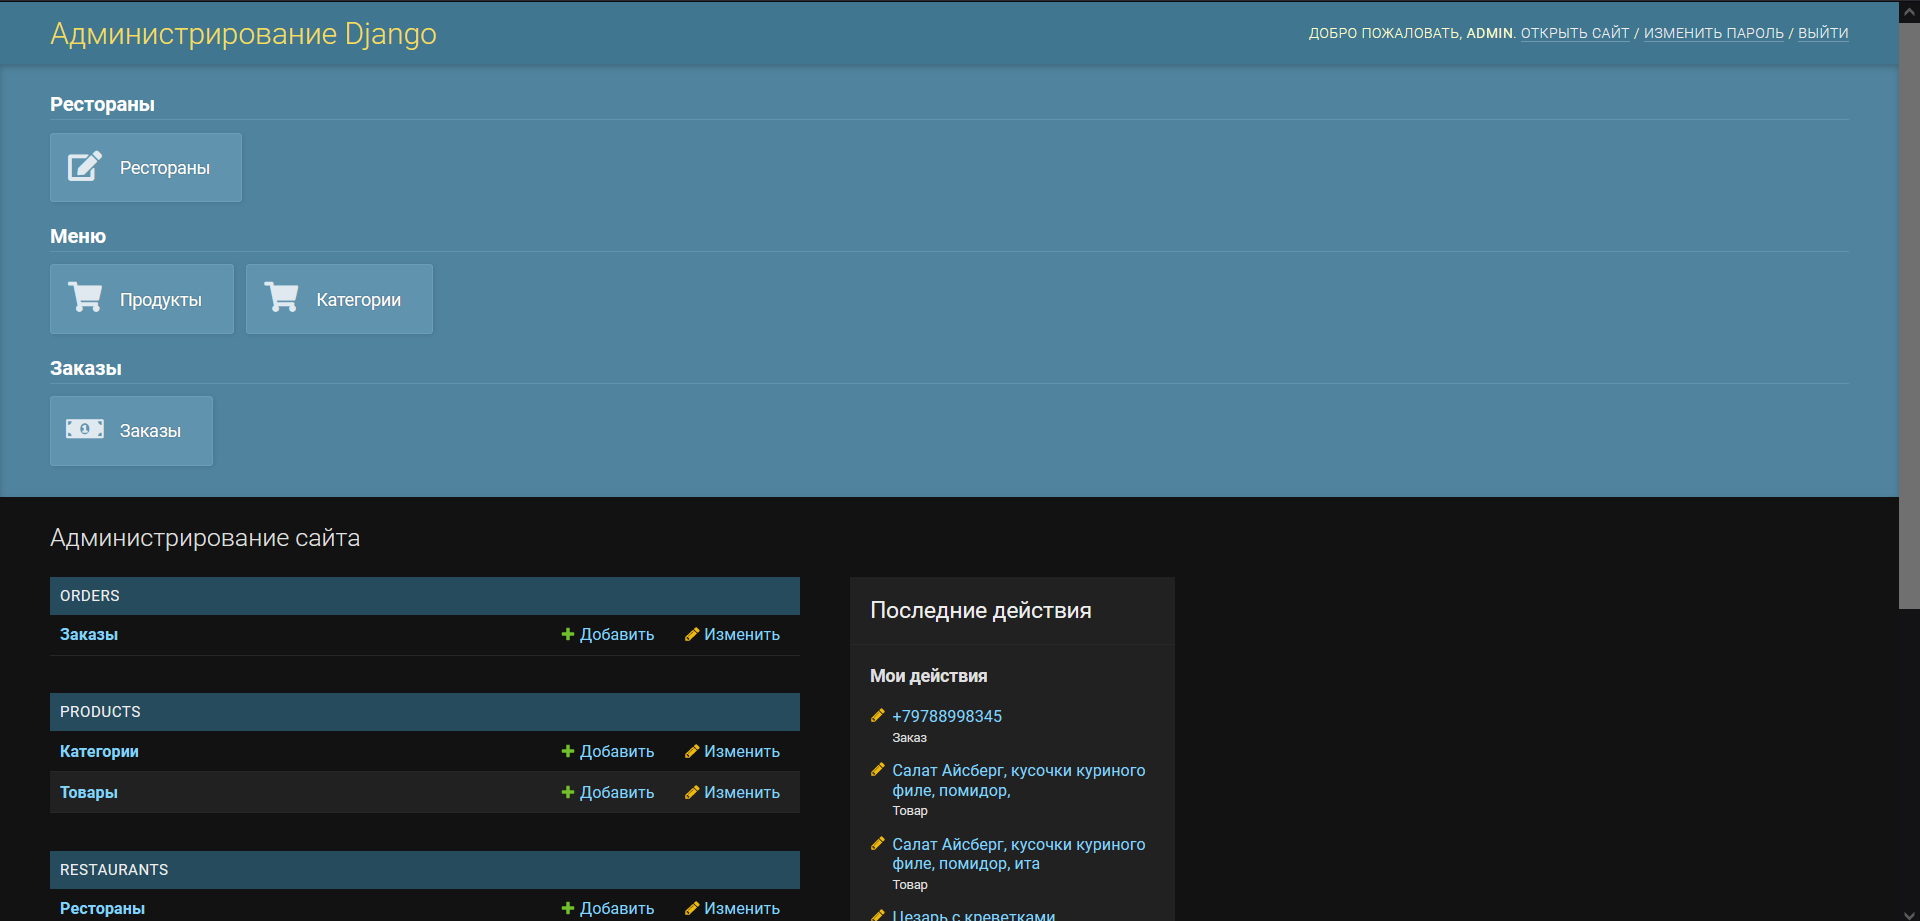 Администрирование Django
ДОБРО ПОЖАЛОВАТЬ, ADMIN. ОТКРЫТЬ САЙТ / ИЗМЕНИТЬ ПАРОЛЬ / ВЫЙТИ
Рестораны
Рестораны
Меню
Продукты
Категории
Заказы
1
Заказы
Администрирование сайта
ORDERS
Заказы
Добавить
Изменить
PRODUCTS
Категории
Добавить
Изменить
Товары
Добавить
Изменить
RESTAURANTS
Рестораны
Добавить
Изменить
Последние действия
Мои действия
+79788998345
Заказ
Салат Айсберг, кусочки куриного
филе, помидор,
Товар
Салат Айсберг, кусочки куриного
филе, помидор, ита
Товар
Цезарь с креветками